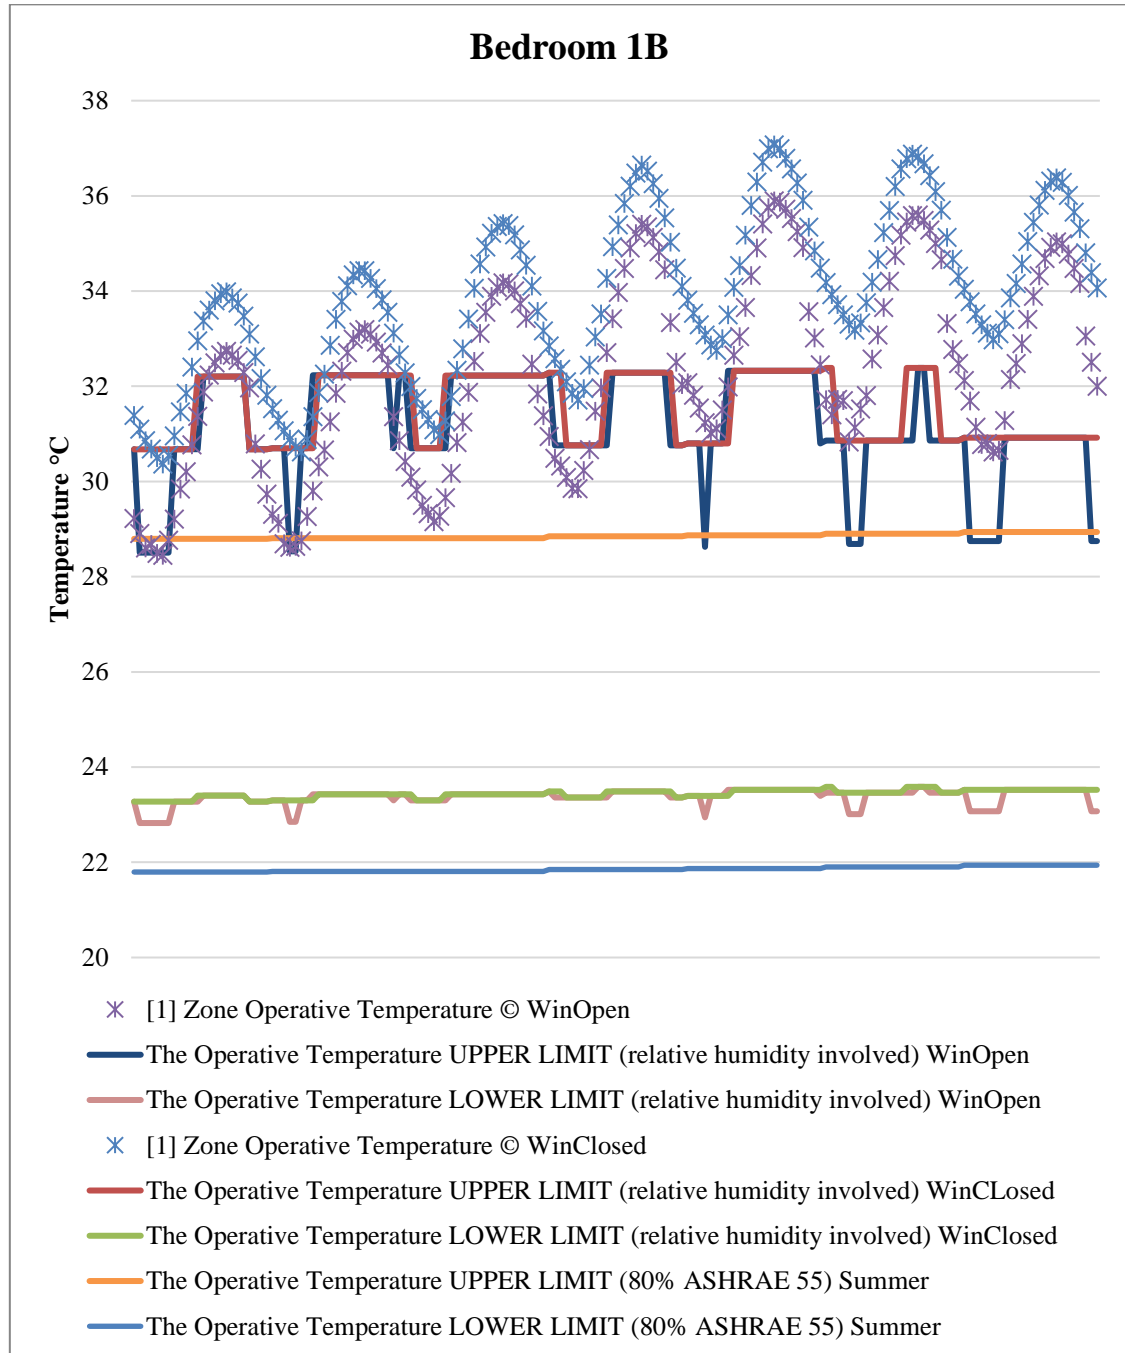 Bedroom 1B
38
36
34
32
30
28
26
24
22
20
Temperature °C
[1] Zone Operative Temperature © WinOpen
The Operative Temperature UPPER LIMIT (relative humidity involved) WinOpen
The Operative Temperature LOWER LIMIT (relative humidity involved) WinOpen
[1] Zone Operative Temperature © WinClosed
The Operative Temperature UPPER LIMIT (relative humidity involved) WinCLosed
The Operative Temperature LOWER LIMIT (relative humidity involved) WinClosed
The Operative Temperature UPPER LIMIT (80% ASHRAE 55) Summer
The Operative Temperature LOWER LIMIT (80% ASHRAE 55) Summer